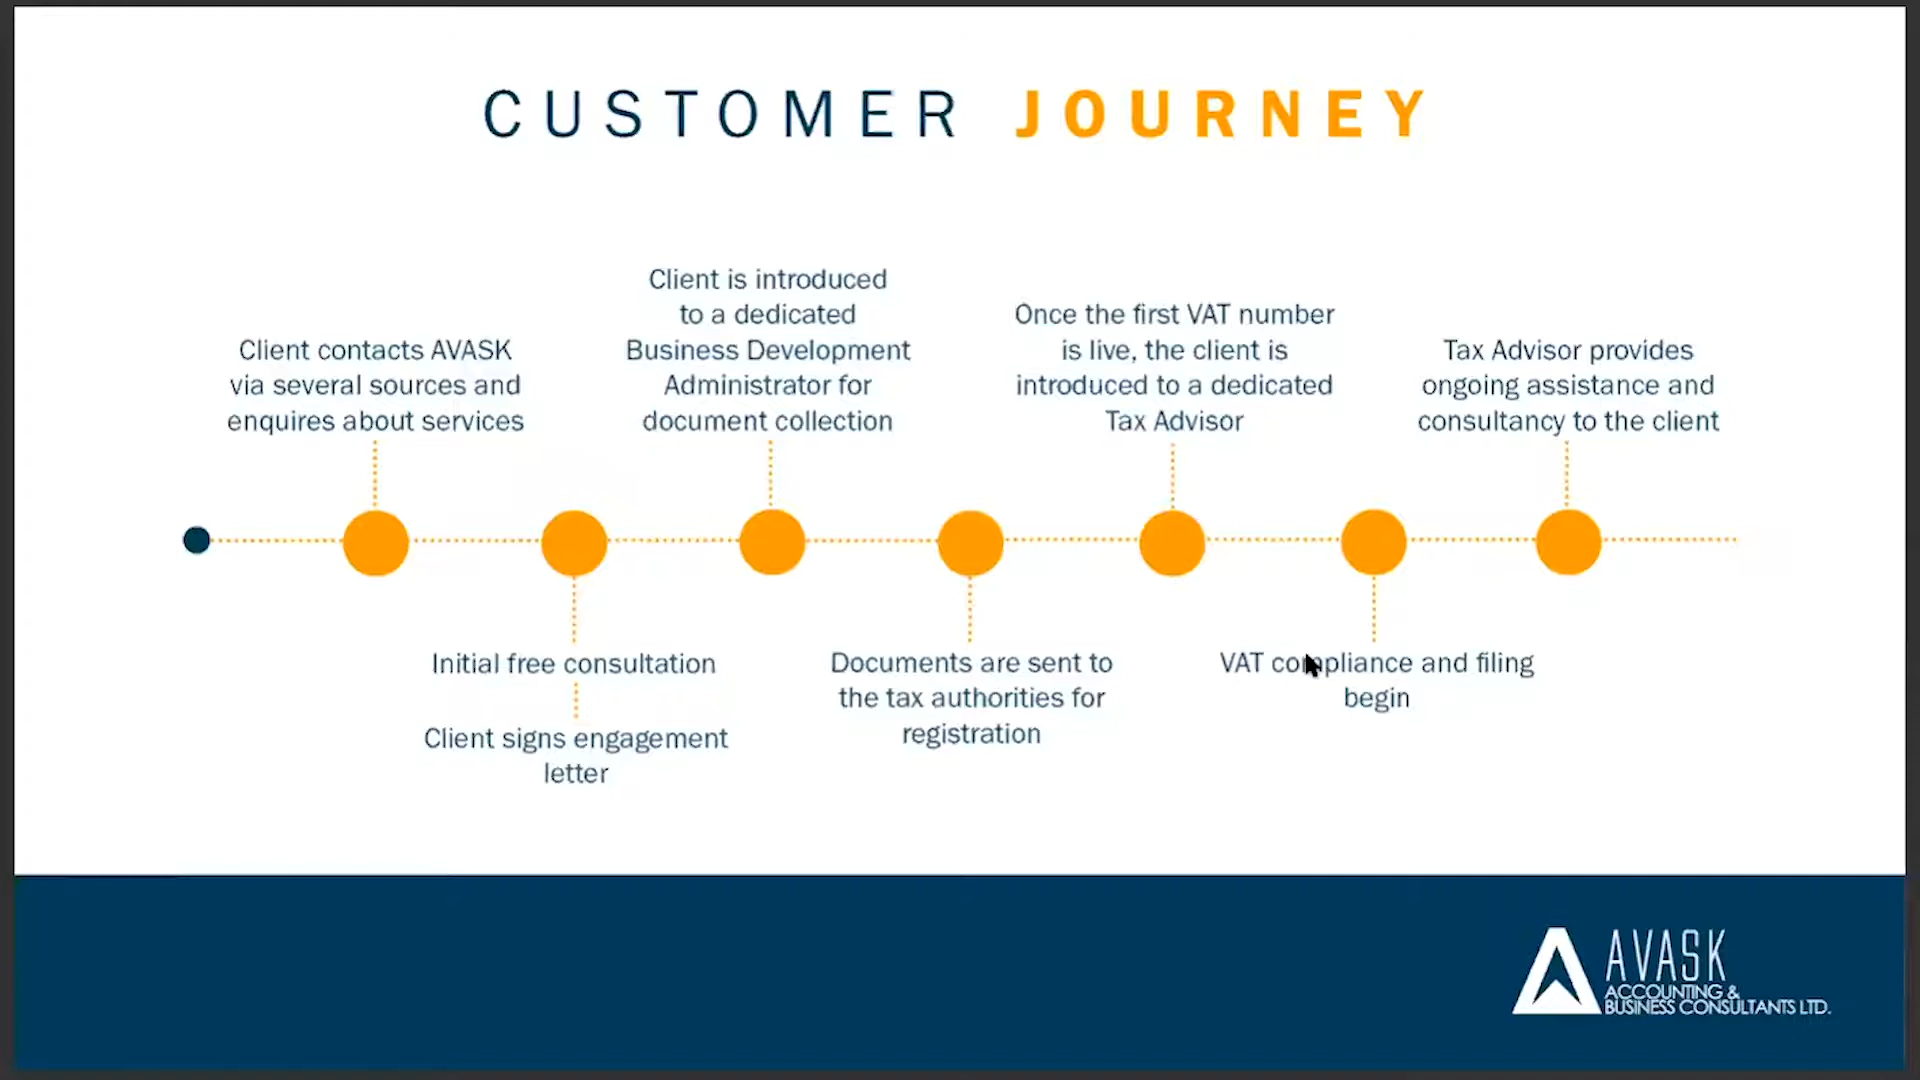 CUSTOMER JOURNEY
Client contacts AVASK
via several sources and
enquires about services
Initial free consultation
Client signs engagement
letter
Client is introduced
to a dedicated
Business Development
Administrator for
document collection
Documents are sent to
the tax authorities for
registration
Once the first VAT number
is live, the client is
introduced to a dedicated
Tax Advisor
VAT compliance and filing
begin
Tax Advisor provides
ongoing assistance and
consultancy to the client
AVASK
ACCOUNTING &
BUSINESS CONSULTANTS LTD.